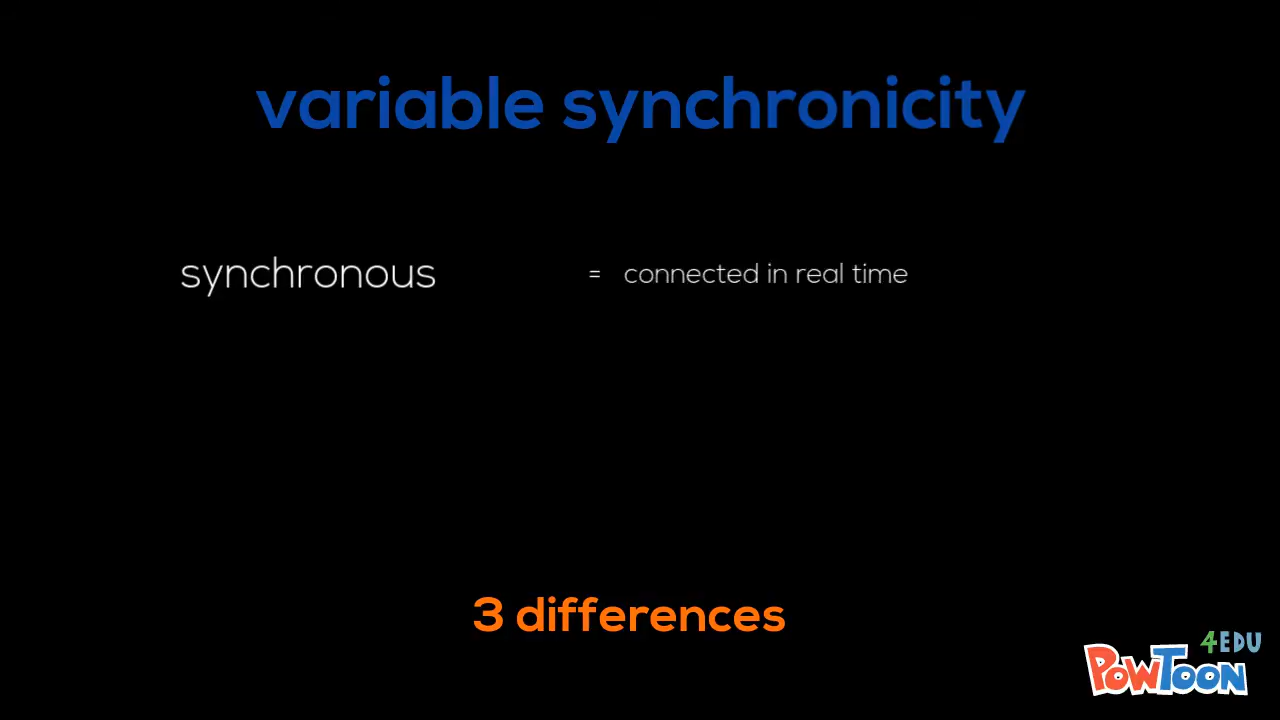 variable synchronicity
synchronous = connected in real time
3 differences
4EDU
POWTOON